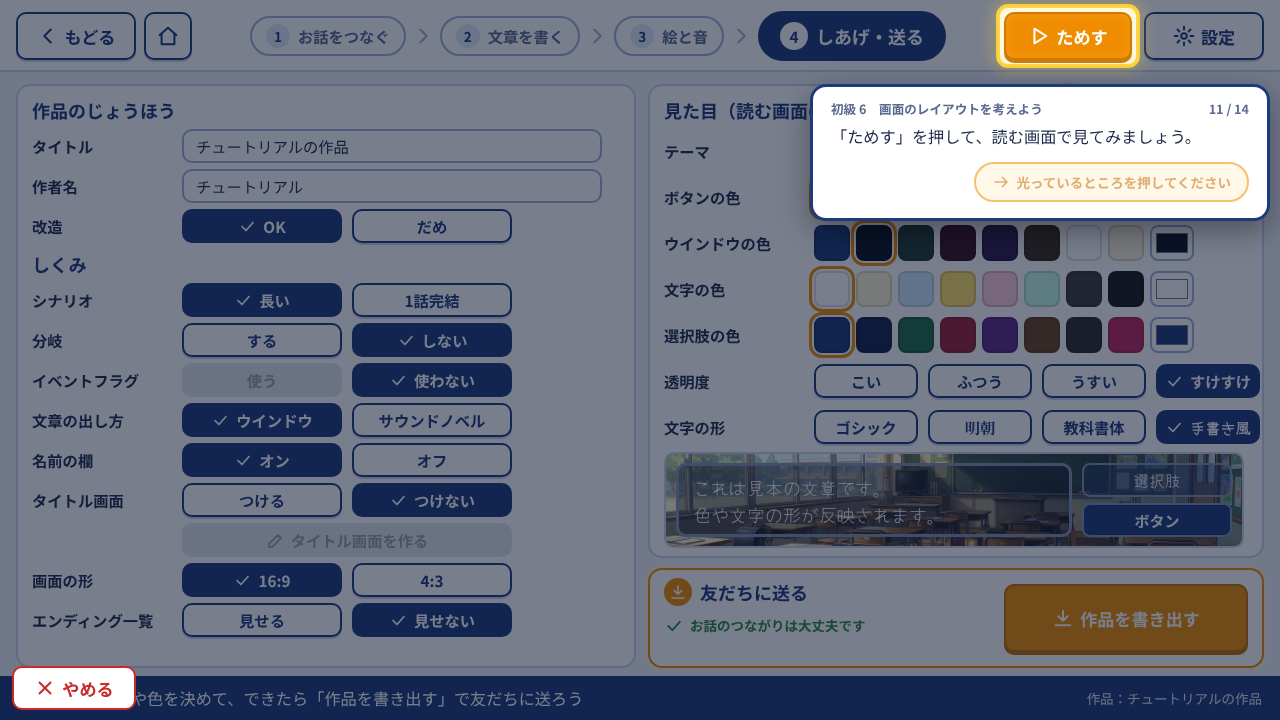 もどる
1 お話をつなぐ
2 文章を書く
3 絵と音
4 しあげ・送る
ためす
設定
初級 6　画面のレイアウトを考えよう
11 / 14
「ためす」を押して、読む画面で見てみましょう。
光っているところを押してください
作品のじょうほう
タイトル
チュートリアルの作品
作者名
チュートリアル
改造
OK
だめ
しくみ
シナリオ
長い
1話完結
分岐
する
しない
イベントフラグ
使う
使わない
文章の出し方
ウインドウ
サウンドノベル
名前の欄
オン
オフ
タイトル画面
つける
つけない
タイトル画面を作る
画面の形
16:9
4:3
エンディング一覧
見せる
見せない
見た目（読む画面
テーマ
ボタンの色
ウインドウの色
文字の色
選択肢の色
透明度
こい
ふつう
うすい
すけすけ
文字の形
ゴシック
明朝
教科書体
手書き風
これは見本の文章です。
色や文字の形が反映されます。
選択肢
ボタン
友だちに送る
お話のつながりは大丈夫です
作品を書き出す
やめる
や色を決めて、できたら「作品を書き出す」で友だちに送ろう
作品：チュートリアルの作品